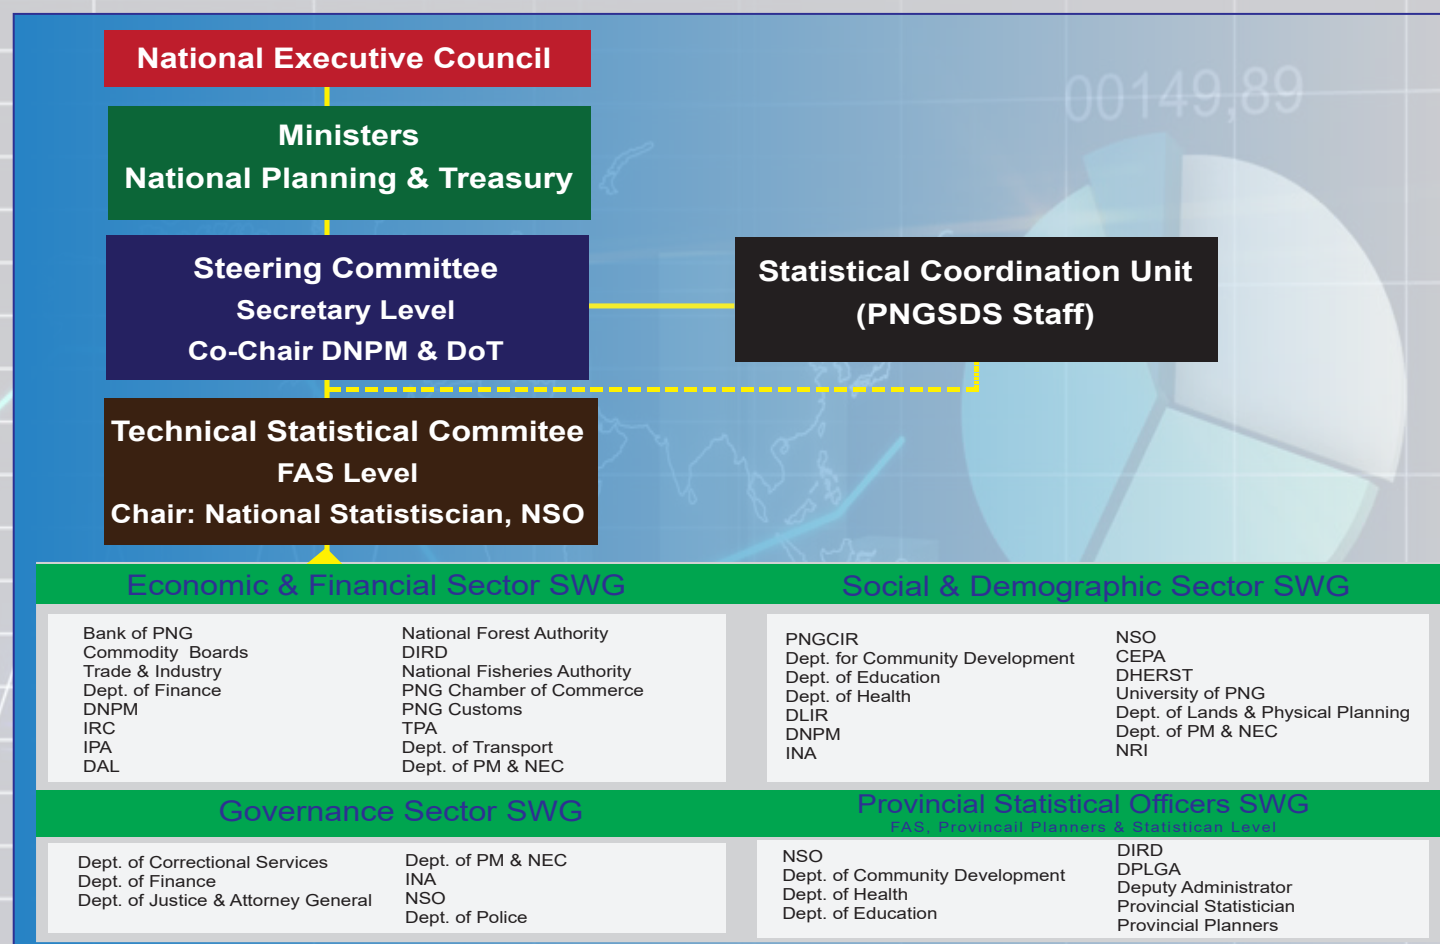 00149,89
National Executive Council
Ministers
National Planning & Treasury
Steering Committee
Secretary Level
Co-Chair DNPM & DoT
Statistical Coordination Unit
(PNGSDS Staff)
Technical Statistical Commitee
FAS Level
Chair: National Statistiscian, NSO
Economic & Financial Sector SWG
Bank of PNG
Commodity Boards
Trade & Industry
Dept. of Finance
DNPM
IRC
IPA
DAL
National Forest Authority
DIRD
National Fisheries Authority
PNG Chamber of Commerce
PNG Customs
TPA
Dept. of Transport
Dept. of PM & NEC
Social & Demographic Sector SWG
PNGCIR
Dept. for Community Development
Dept. of Education
Dept. of Health
DLIR
DNPM
INA
NSO
CEPA
DHERST
University of PNG
Dept. of Lands & Physical Planning
Dept. of PM & NEC
NRI
Governance Sector SWG
Dept. of Correctional Services
Dept. of Finance
Dept. of Justice & Attorney General
Dept. of PM & NEC
INA
NSO
Dept. of Police
Provincial Statistical Officers SWG
FAS, Provincail Planners & Statistican Level
NSO
Dept. of Community Development
Dept. of Health
Dept. of Education
DIRD
DPLGA
Deputy Administrator
Provincial Statistician
Provincial Planners